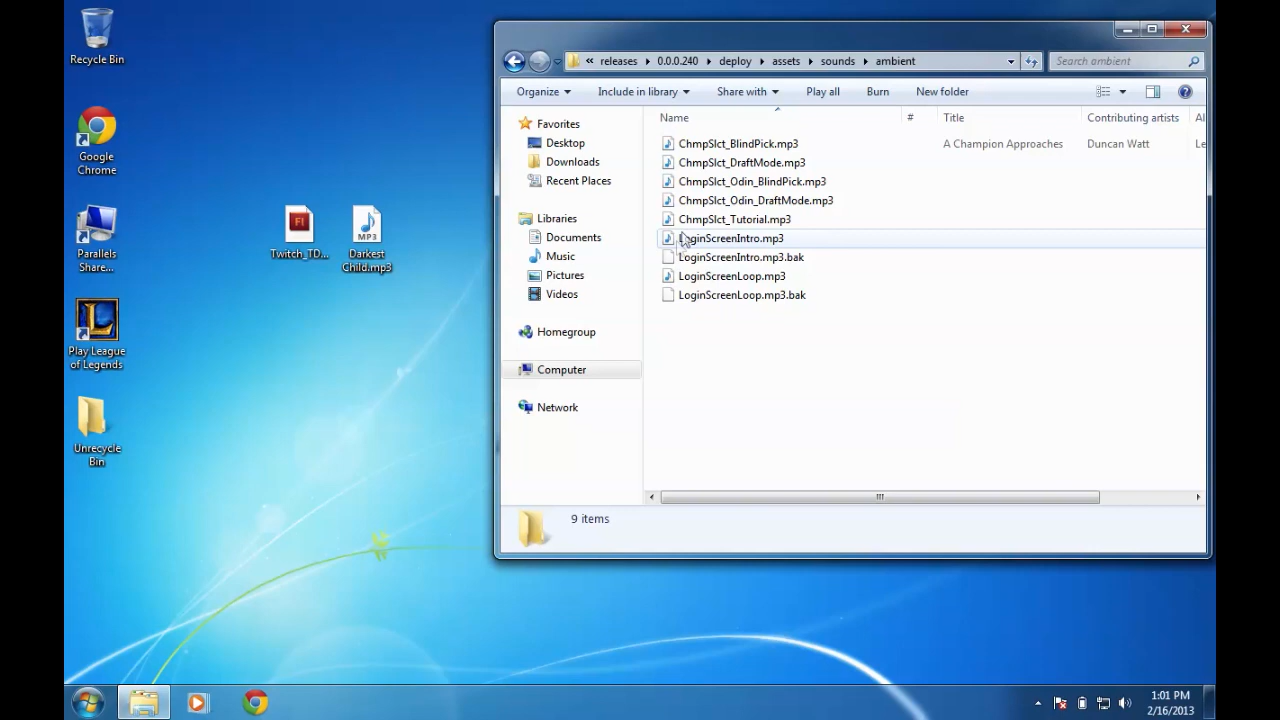 Recycle Bin
Google
Chrome
Parallels
Share...
Play League
of Legends
Unrecycle
Bin
Fl
Twitch_TD...
MP3
Darkest
Child.mp3
« releases 0.0.0.240 deploy assets sounds ambient
Search ambient
Organize Include in library Share with Play all Burn New folder
Favorites
Desktop
Downloads
Recent Places
Libraries
Documents
Music
Pictures
Videos
Homegroup
Computer
Network
Name # Title Contributing artists Al
ChmpSlct_BlindPick.mp3 A Champion Approaches Duncan Watt Le
ChmpSlct_DraftMode.mp3
ChmpSlct_Odin_BlindPick.mp3
ChmpSlct_Odin_DraftMode.mp3
ChmpSlct_Tutorial.mp3
LoginScreenIntro.mp3
LoginScreenIntro.mp3.bak
LoginScreenLoop.mp3
LoginScreenLoop.mp3.bak
9 items
1:01 PM
2/16/2013